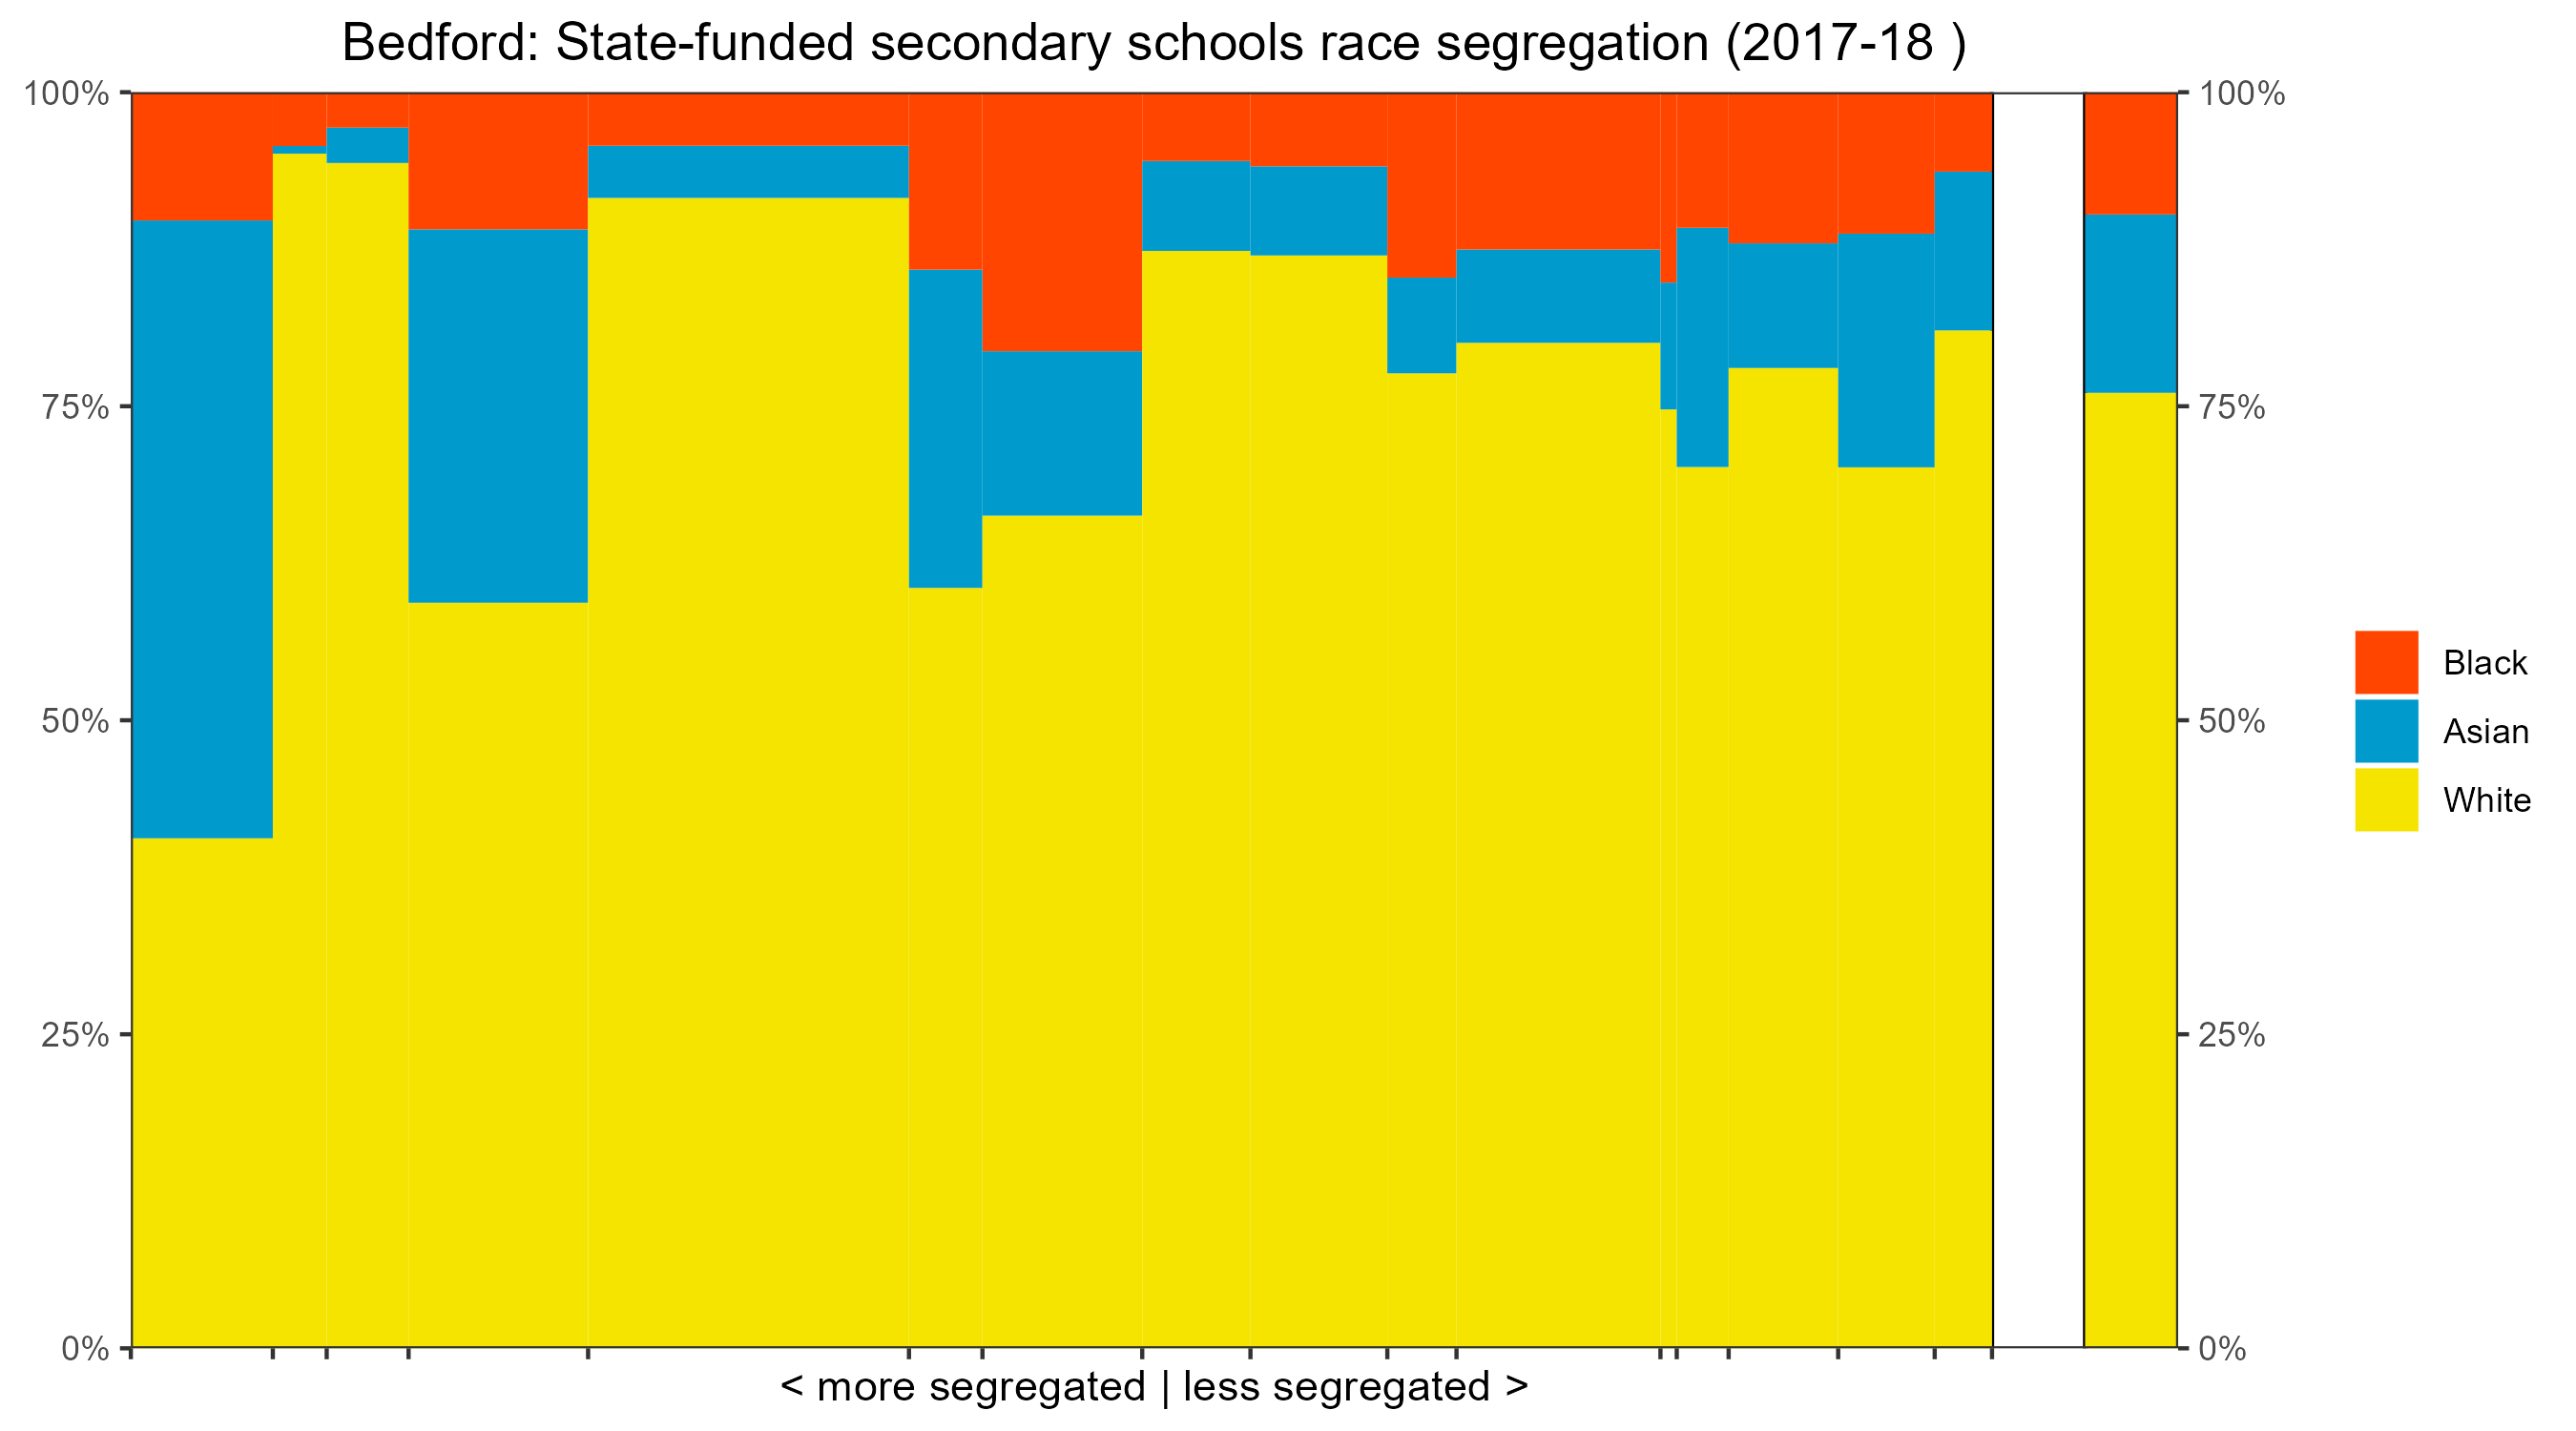 Bedford: State-funded secondary schools race segregation (2017-18 )
100%
75%
50%
25%
0%
100%
75%
50%
25%
0%
Black
Asian
White
< more segregated | less segregated >